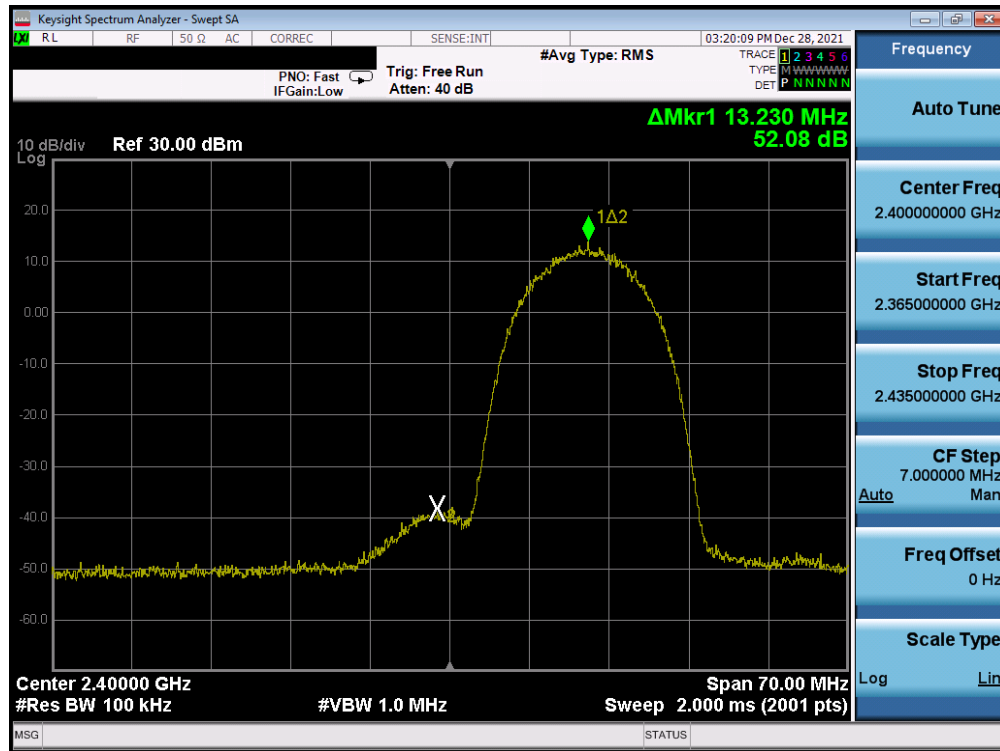 Keysight Spectrum Analyzer - Swept SA
LXI RL RF 50 Ω AC CORREC SENSE:INT 03:20:09 PM Dec 28, 2021
PNO: Fast Trig: Free Run #Avg Type: RMS TRACE 1 2 3 4 5 6
IFGain:Low Atten: 40 dB TYPE M W W W W W
DET P N N N N N
ΔMkr1 13.230 MHz
52.08 dB
10 dB/div Ref 30.00 dBm
Log
1Δ2
20.0
10.0
0.00
-10.0
-20.0
-30.0
X
-40.0
-50.0
-60.0
Center 2.40000 GHz Span 70.00 MHz
#Res BW 100 kHz #VBW 1.0 MHz Sweep 2.000 ms (2001 pts)
MSG STATUS
Frequency
Auto Tune
Center Freq
2.400000000 GHz
Start Freq
2.365000000 GHz
Stop Freq
2.435000000 GHz
CF Step
7.000000 MHz
Auto Man
Freq Offset
0 Hz
Scale Type
Log Lin